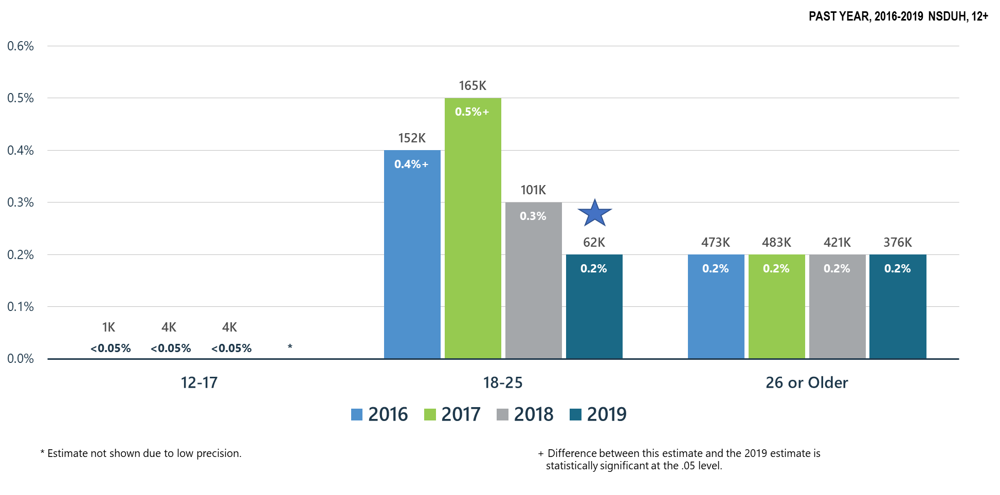 PAST YEAR, 2016-2019 NSDUH, 12+
0.6%
0.5%
0.4%
0.3%
0.2%
0.1%
0.0%
1K
<0.05%
4K
<0.05%
4K
<0.05%
*
152K
0.4%+
165K
0.5%+
101K
0.3%
62K
0.2%
473K
0.2%
483K
0.2%
421K
0.2%
376K
0.2%
12-17
18-25
26 or Older
2016
2017
2018
2019
* Estimate not shown due to low precision.
+ Difference between this estimate and the 2019 estimate is
statistically significant at the .05 level.